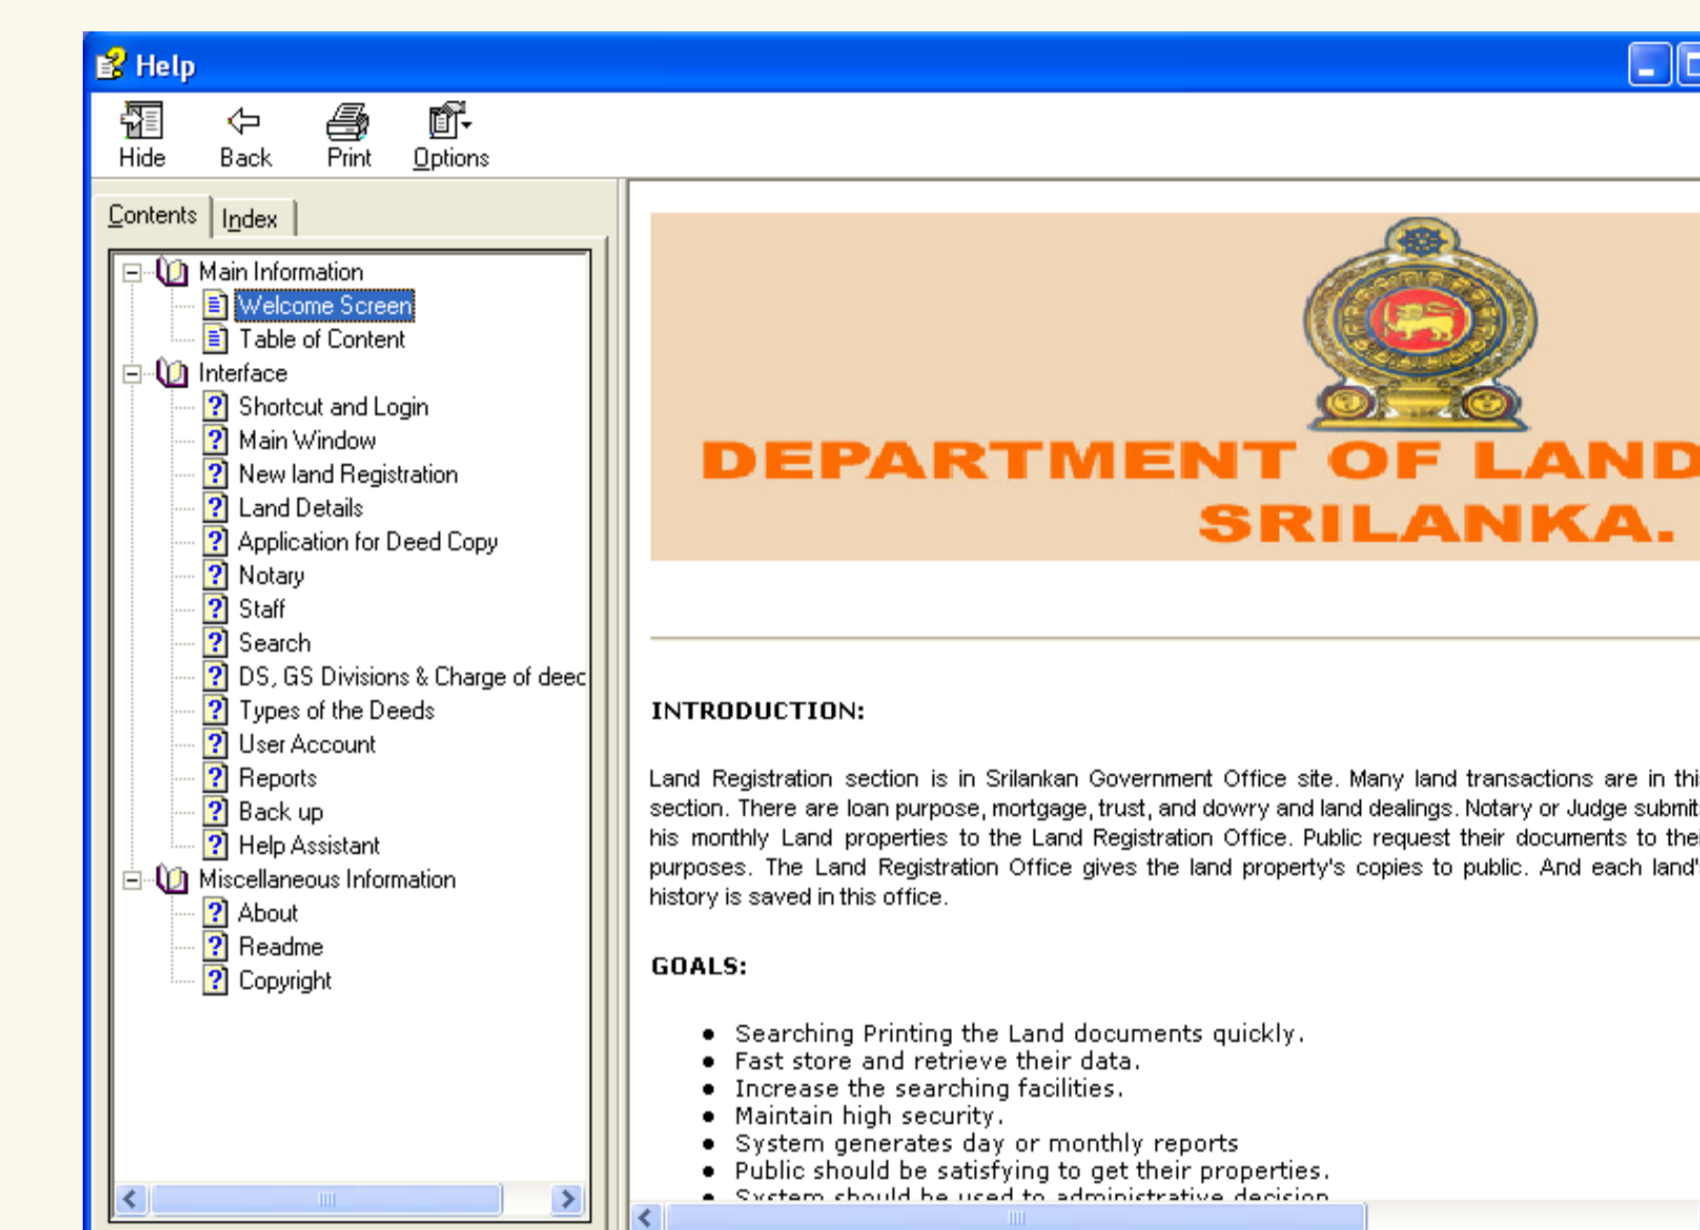 Help
Hide Back Print Options
Contents Index
Main Information
Welcome Screen
Table of Content
Interface
Shortcut and Login
Main Window
New land Registration
Land Details
Application for Deed Copy
Notary
Staff
Search
DS, GS Divisions & Charge of
Types of the Deeds
User Account
Reports
Back up
Help Assistant
Miscellaneous Information
About
Readme
Copyright
DEPARTMENT OF LAND
SRILANKA.
INTRODUCTION:
Land Registration section is in Srilankan Government Office site. Many land transactions are in
section. There are loan purpose, mortgage, trust, and dowry and land dealings. Notary or Judge submit
his monthly Land properties to the Land Registration Office. Public request their documents to
purposes. The Land Registration Office gives the land property's copies to public. And each land'
history is saved in this office.
GOALS:
Searching Printing the Land documents quickly.
Fast store and retrieve their data.
Increase the searching facilities.
Maintain high security.
System generates day or monthly reports
Public should be satisfying to get their properties.
System should be used to administrative decision